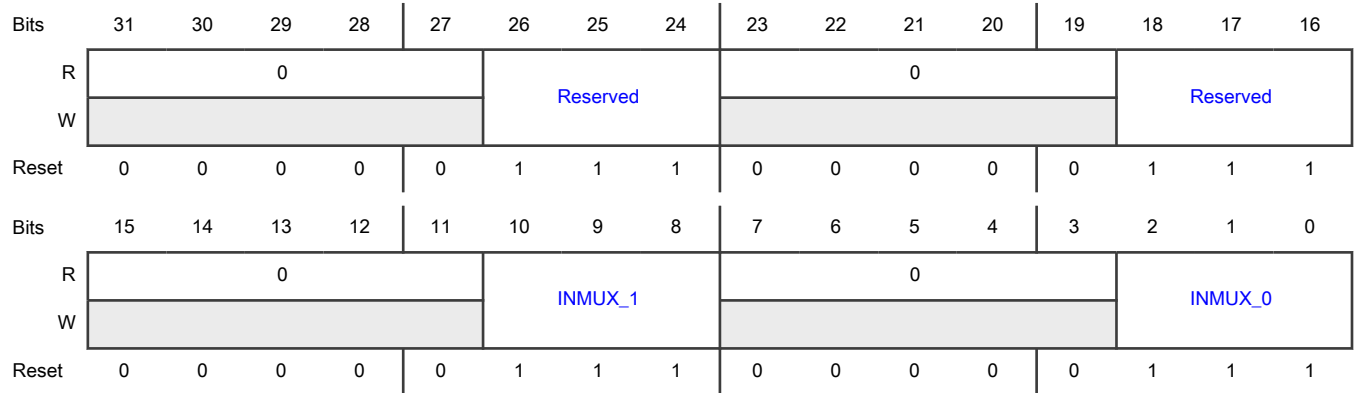 Bits 31 30 29 28 27 26 25 24 23 22 21 20 19 18 17 16
R 0 Reserved 0 Reserved
W
Reset 0 0 0 0 0 1 1 1 0 0 0 0 0 1 1 1
Bits 15 14 13 12 11 10 9 8 7 6 5 4 3 2 1 0
R 0 INMUX_1 0 INMUX_0
W
Reset 0 0 0 0 0 1 1 1 0 0 0 0 0 1 1 1